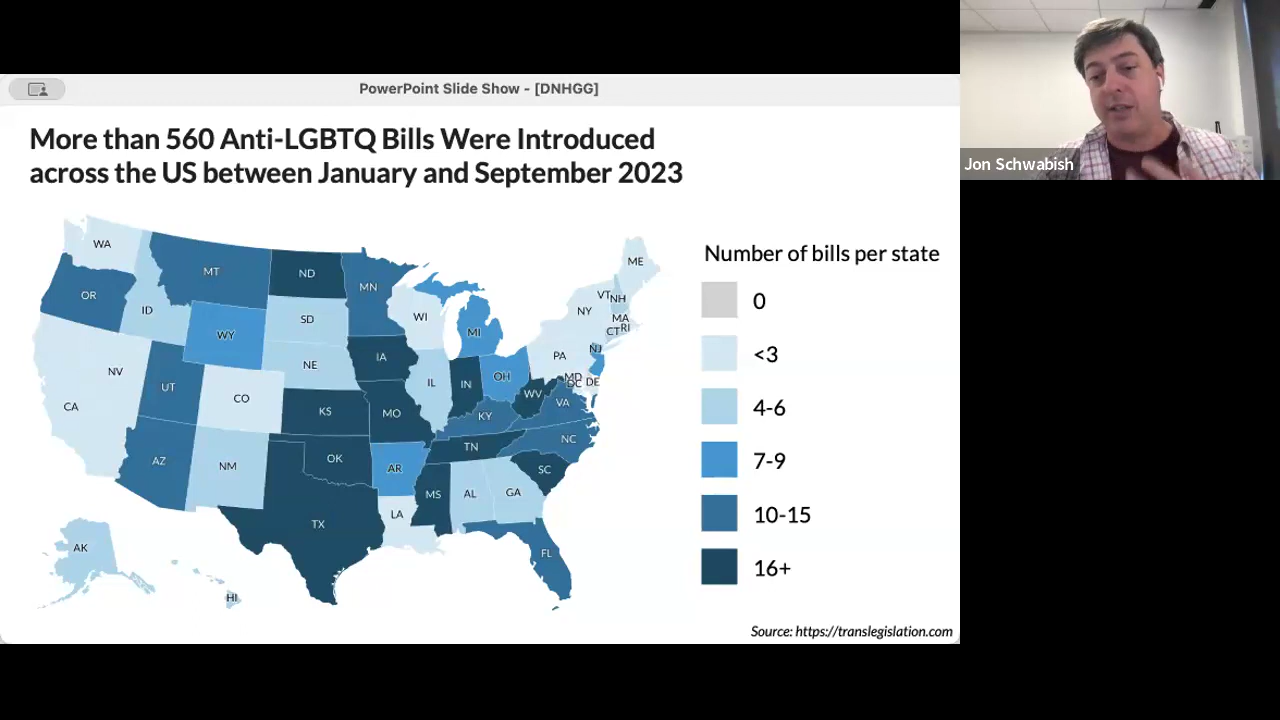 PowerPoint Slide Show - [DNHGG]
Jon Schwabish
More than 560 Anti-LGBTQ Bills Were Introduced
across the US between January and September 2023
WA
MT
ND
MN
ME
OR
ID
SD
WI
VT
NH
NY
MA
WY
MI
CT
RI
NV
NE
IA
PA
NJ
UT
CO
IL
IN
OH
MD
DC
DE
CA
KS
MO
WV
KY
VA
AZ
NM
OK
AR
TN
NC
SC
TX
LA
MS
AL
GA
AK
HI
FL
Number of bills per state
0
<3
4-6
7-9
10-15
16+
Source: https://translegislation.com